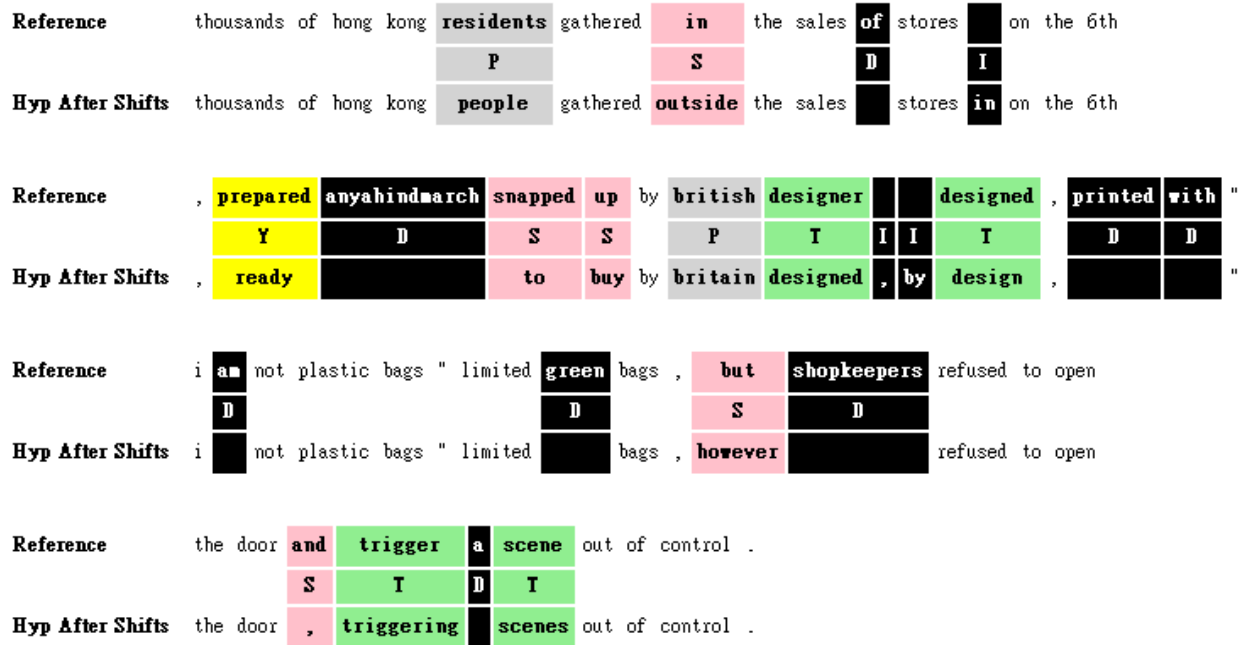 Reference thousands of hong kong residents gathered in the sales of stores on the 6th
P S D I
Hyp After Shifts thousands of hong kong people gathered outside the sales stores in on the 6th
Reference , prepared anyahindmarch snapped up by british designer designed , printed with "
Y D S S P T I I T D D
Hyp After Shifts , ready to buy by britain designed , by design , "
Reference i am not plastic bags " limited green bags , but shopkeepers refused to open
D D S D
Hyp After Shifts i not plastic bags " limited bags , however refused to open
Reference the door and trigger a scene out of control .
S T D T
Hyp After Shifts the door , triggering scenes out of control .